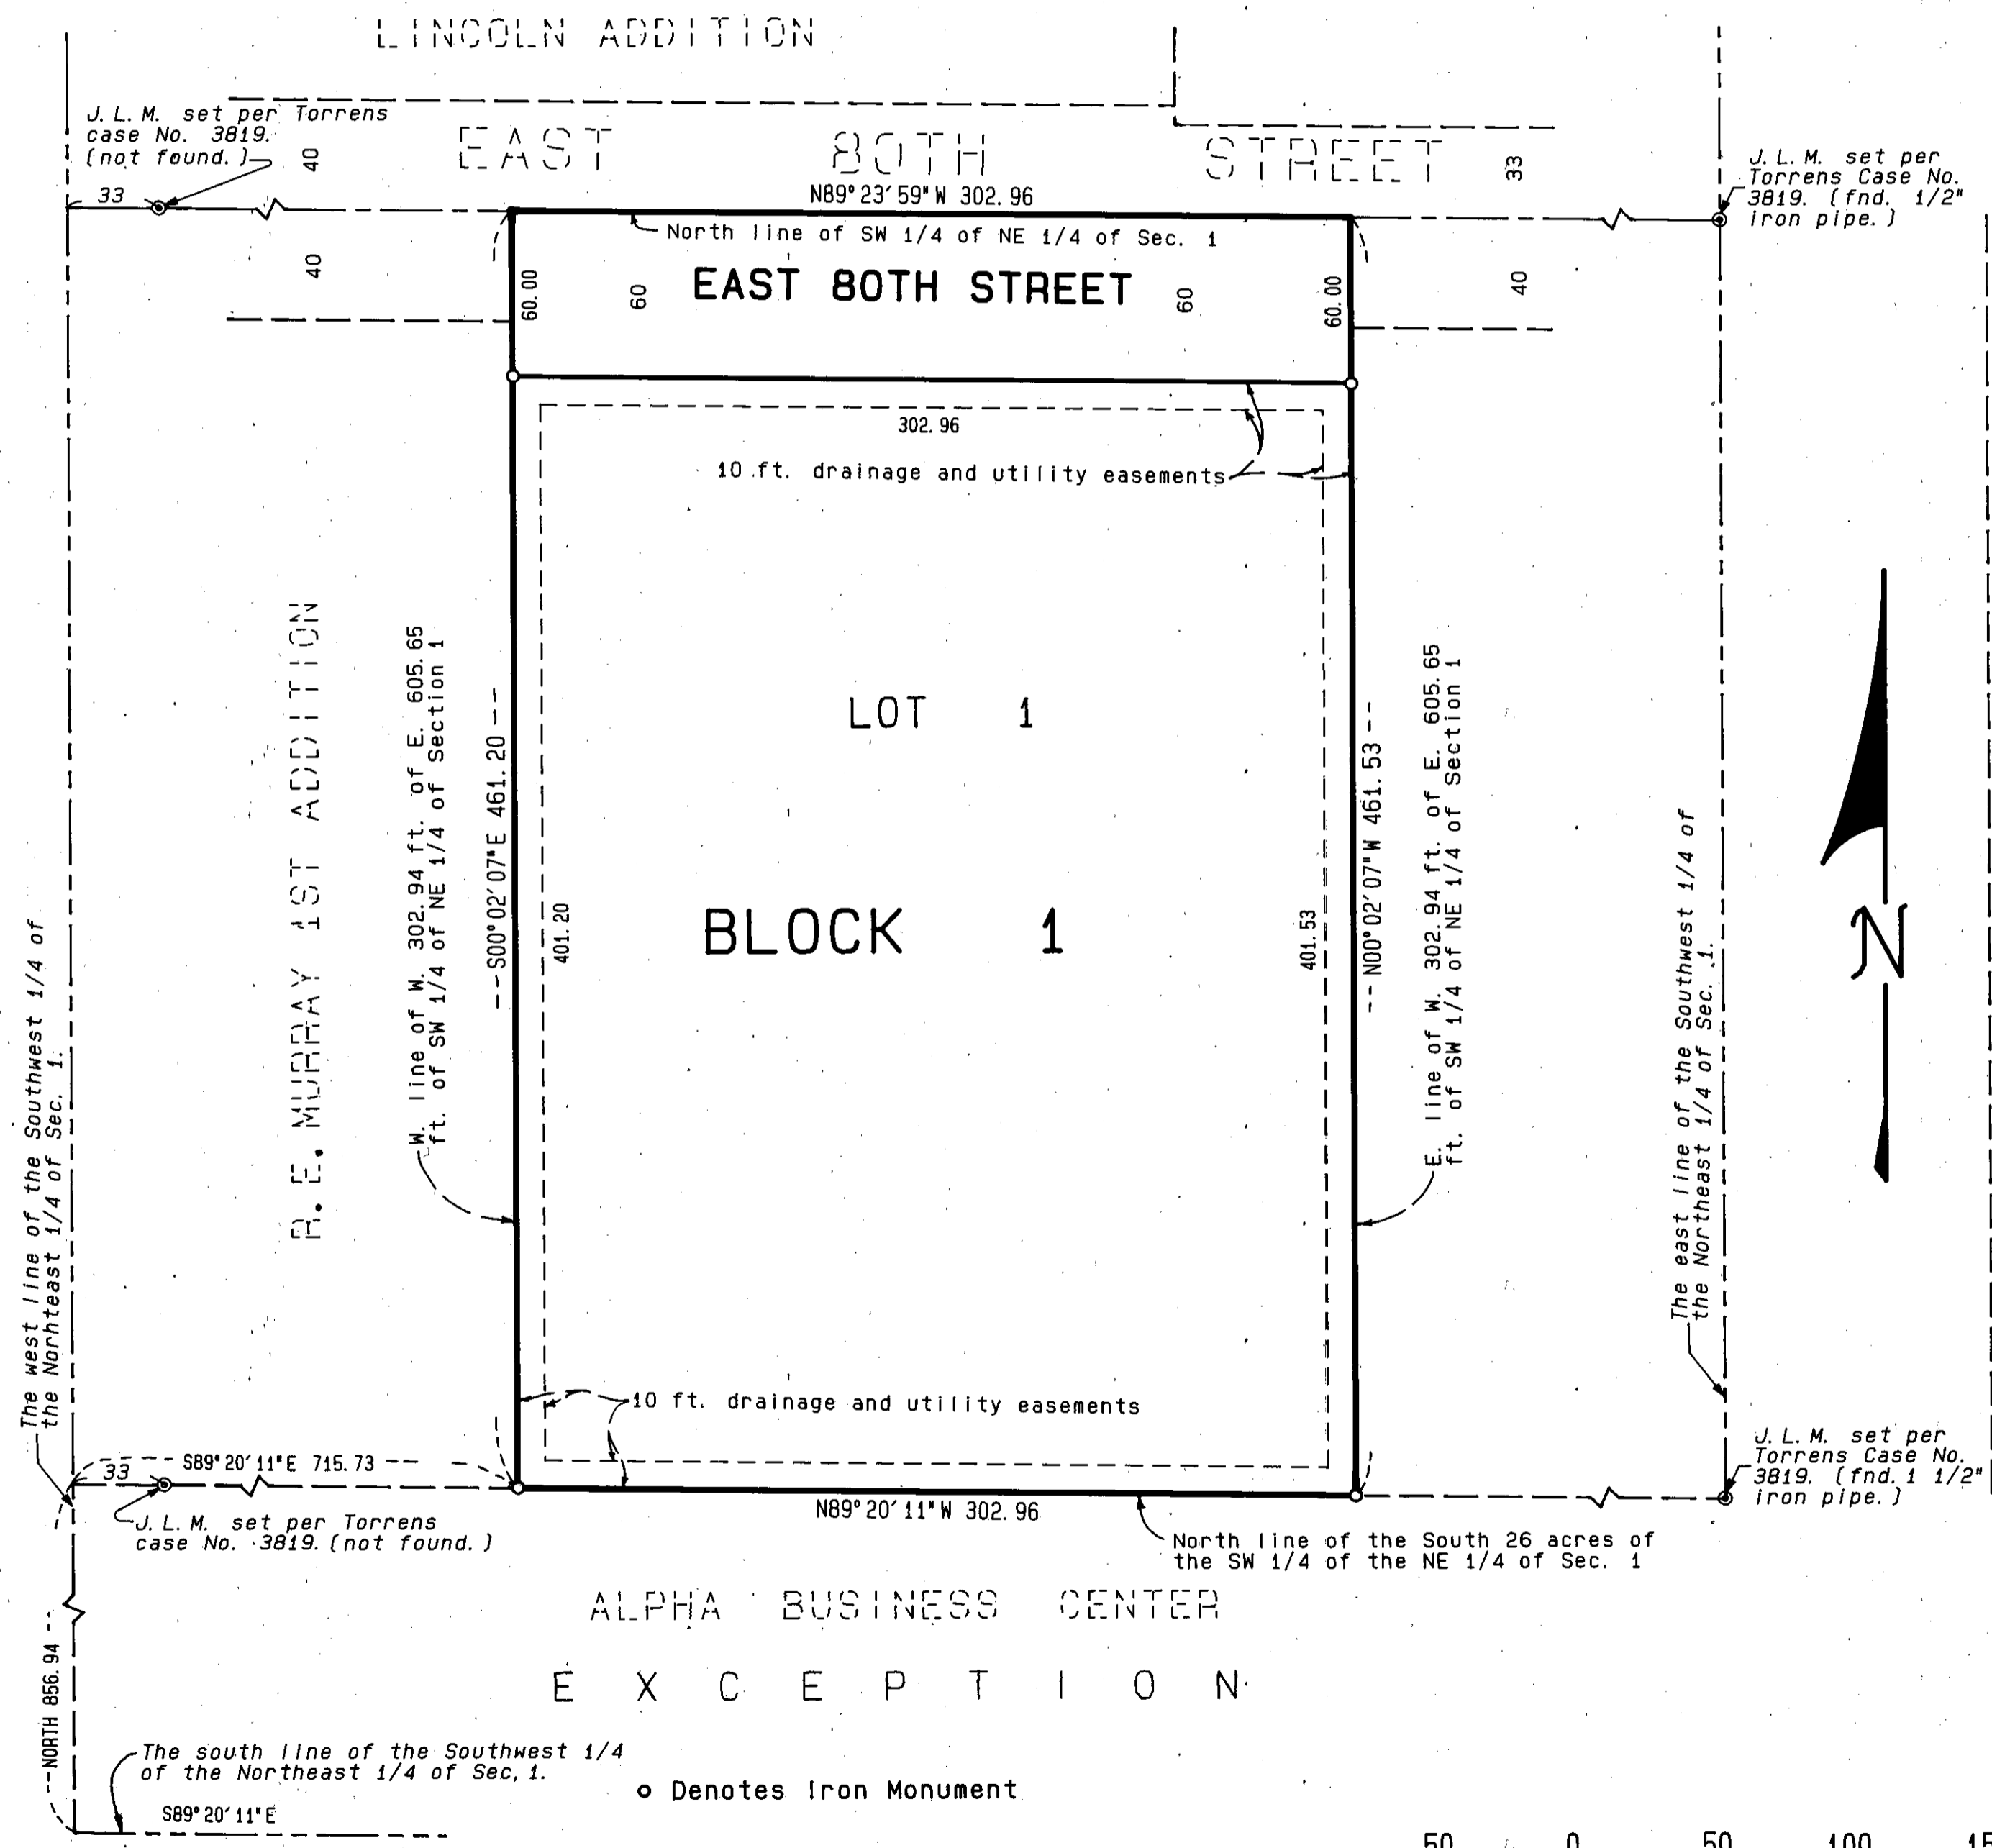 LINCOLN ADDITION
J. L. M. set per Torrens
case No. 3819.
(not found.)
40
EAST 80TH STREET
33
J. L. M. set per
Torrens Case No.
3819. (fnd. 1/2"
iron pipe.)
33
N89°23'59"W 302.96
North line of SW 1/4 of NE 1/4 of Sec. 1
40
60.00
60
EAST 80TH STREET
60
60.00
40
302.96
10 ft. drainage and utility easements
R. E. MURRAY 1ST ADDITION
W. line of W. 302.94 ft. of E. 605.65
ft. of SW 1/4 of NE 1/4 of Section 1
--S00°02'07"E 461.20--
401.20
LOT 1
BLOCK 1
401.53
--N00°02'07"W 461.53--
E. line of W. 302.94 ft. of E. 605.65
ft. of SW 1/4 of NE 1/4 of Section 1
The east line of the Southwest 1/4 of
the Northeast 1/4 of Sec. 1.
N
The west line of the Southwest 1/4 of
the Norhteast 1/4 of Sec. 1.
10 ft. drainage and utility easements
S89°20'11"E 715.73
33
J. L. M. set per Torrens
case No. 3819. (not found.)
N89°20'11"W 302.96
North line of the South 26 acres of
the SW 1/4 of the NE 1/4 of Sec. 1
J. L. M. set per
Torrens Case No.
3819. (fnd. 1 1/2"
iron pipe.)
ALPHA BUSINESS CENTER
EXCEPTION
--NORTH 856.94--
The south line of the Southwest 1/4
of the Northeast 1/4 of Sec, 1.
S89°20'11"E
o Denotes Iron Monument
50 0 50 100